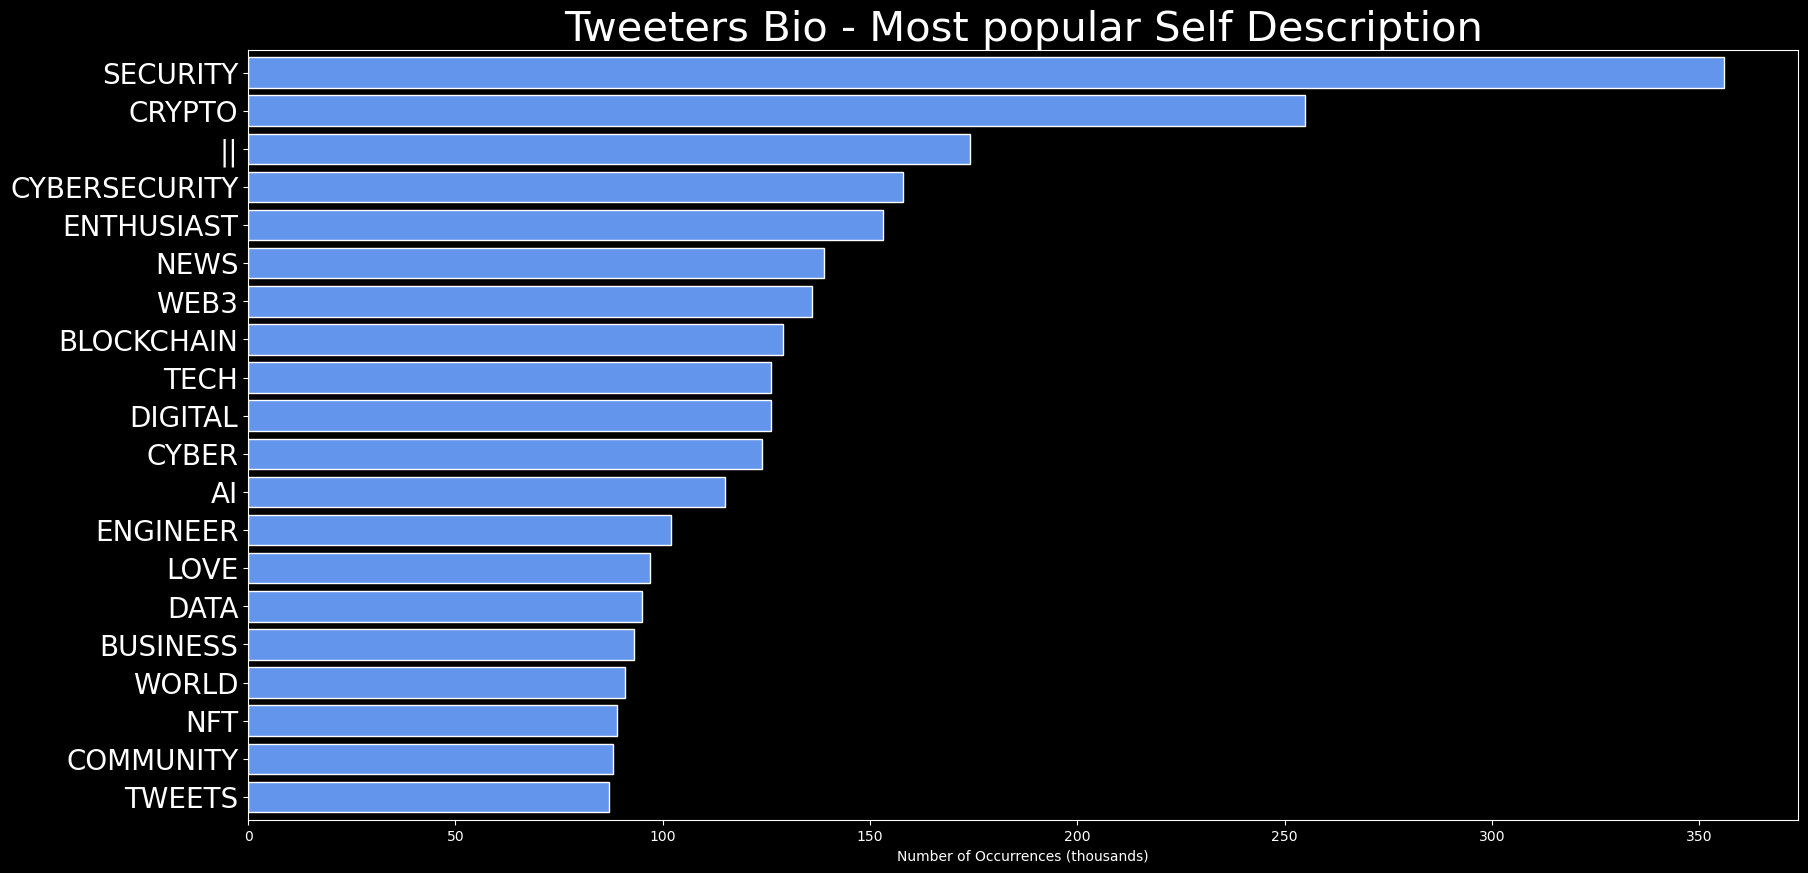 Tweeters Bio - Most popular Self Description
SECURITY
CRYPTO
||
CYBERSECURITY
ENTHUSIAST
NEWS
WEB3
BLOCKCHAIN
TECH
DIGITAL
CYBER
AI
ENGINEER
LOVE
DATA
BUSINESS
WORLD
NFT
COMMUNITY
TWEETS
0 50 100 150 200 250 300 350
Number of Occurrences (thousands)